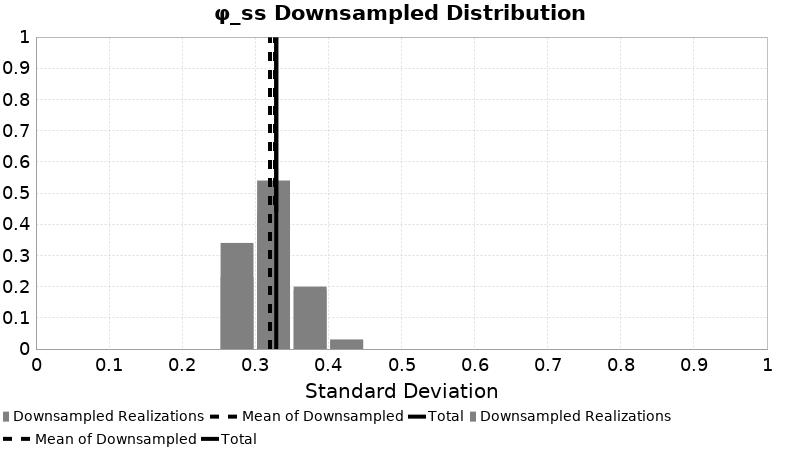 φ_ss Downsampled Distribution
1
0.9
0.8
0.7
0.6
0.5
0.4
0.3
0.2
0.1
0
0 0.1 0.2 0.3 0.4 0.5 0.6 0.7 0.8 0.9 1
Standard Deviation
Downsampled Realizations Mean of Downsampled Total Downsampled Realizations
Mean of Downsampled Total